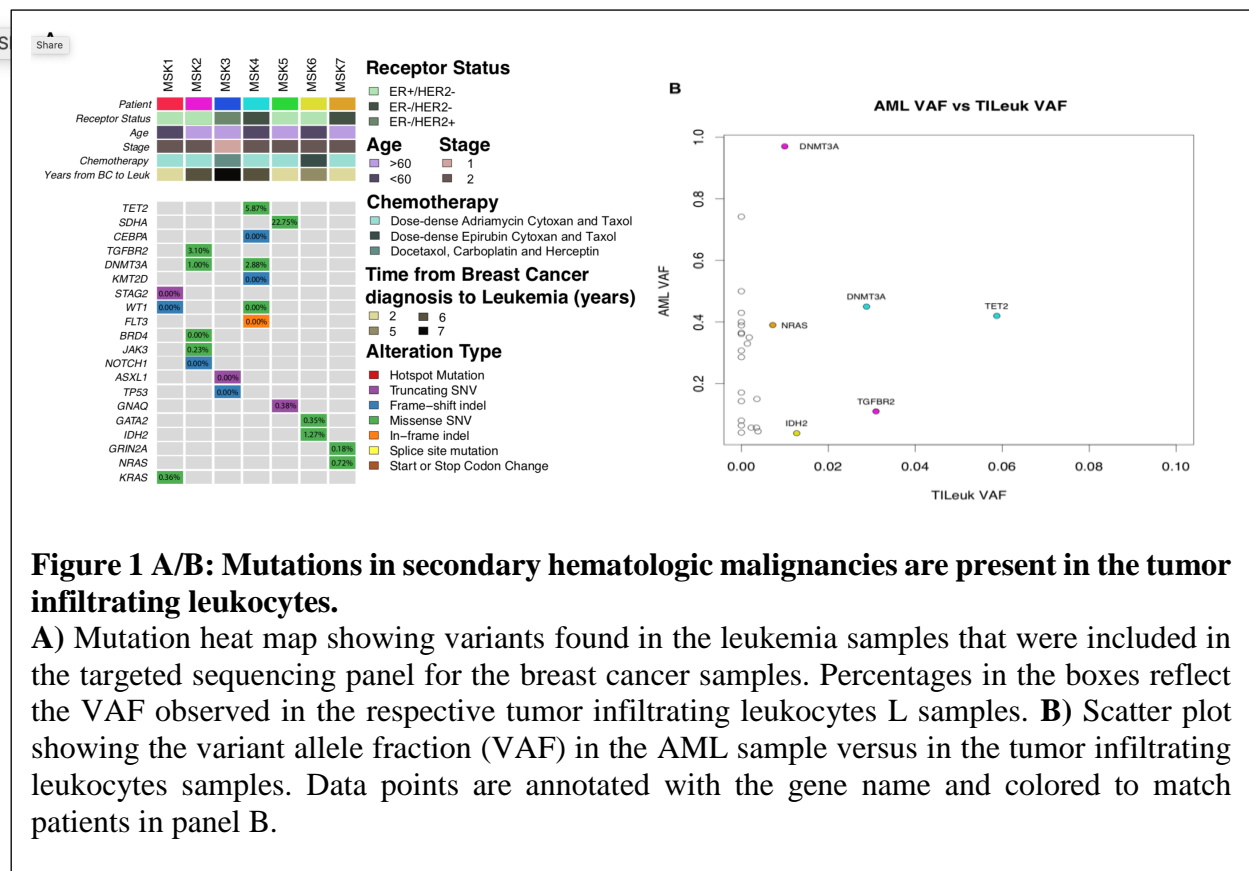 Share
MSK1 MSK2 MSK3 MSK4 MSK5 MSK6 MSK7
Patient
Receptor Status
Age
Stage
Chemotherapy
Years from BC to Leuk
TET2 5.87%
SDHA 22.75%
CEBPA 0.00%
TGFBR2 3.10%
DNMT3A 1.00% 2.88%
KMT2D 0.00%
STAG2 0.00%
WT1 0.00% 0.00%
FLT3 0.00%
BRD4 0.00%
JAK3 0.23%
NOTCH1 0.00%
ASXL1 0.00%
TP53 0.00%
GNAQ 0.38%
GATA2 0.35%
IDH2 1.27%
GRIN2A 0.18%
NRAS 0.72%
KRAS 0.36%
Receptor Status
ER+/HER2-
ER-/HER2-
ER-/HER2+
Age Stage
>60 1
<60 2
Chemotherapy
Dose-dense Adriamycin Cytoxan and Taxol
Dose-dense Epirubin Cytoxan and Taxol
Docetaxol, Carboplatin and Herceptin
Time from Breast Cancer
diagnosis to Leukemia (years)
2 6
5 7
Alteration Type
Hotspot Mutation
Truncating SNV
Frame-shift indel
Missense SNV
In-frame indel
Splice site mutation
Start or Stop Codon Change
B
AML VAF vs TILeuk VAF
AML VAF
1.0
0.8
0.6
0.4
0.2
DNMT3A
DNMT3A
TET2
NRAS
TGFBR2
IDH2
0.00 0.02 0.04 0.06 0.08 0.10
TILeuk VAF
Figure 1 A/B: Mutations in secondary hematologic malignancies are present in the tumor
infiltrating leukocytes.
A) Mutation heat map showing variants found in the leukemia samples that were included in
the targeted sequencing panel for the breast cancer samples. Percentages in the boxes reflect
the VAF observed in the respective tumor infiltrating leukocytes L samples. B) Scatter plot
showing the variant allele fraction (VAF) in the AML sample versus in the tumor infiltrating
leukocytes samples. Data points are annotated with the gene name and colored to match
patients in panel B.